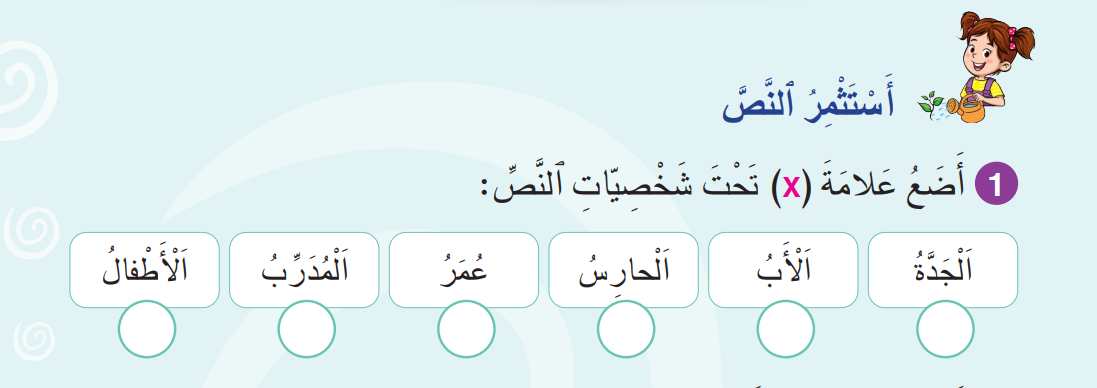 أَسْتَثْمِرُ ٱلنَّصَّ
1 أَضَعُ عَلامَةَ (x) تَحْتَ شَخْصِيّاتِ ٱلنَّصِّ:
اَلْجَدَّةُ اَلْأَبُ اَلْحارِسُ عُمَرُ اَلْمُدَرِّبُ اَلْأَطْفالُ